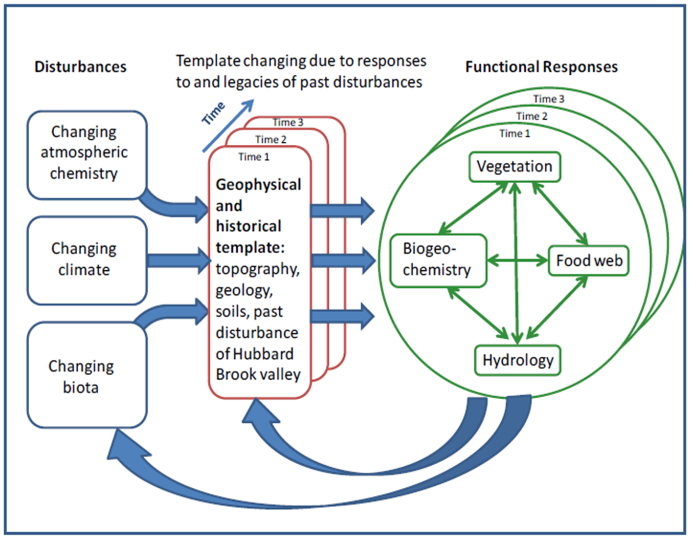 Disturbances
Template changing due to responses
to and legacies of past disturbances
Functional Responses
Changing
atmospheric
chemistry
Changing
climate
Changing
biota
Time
Time 3
Time 2
Time 1
Geophysical
and
historical
template:
topography,
geology,
soils, past
disturbance
of Hubbard
Brook valley
Time 3
Time 2
Time 1
Vegetation
Biogeo-
chemistry
Food web
Hydrology